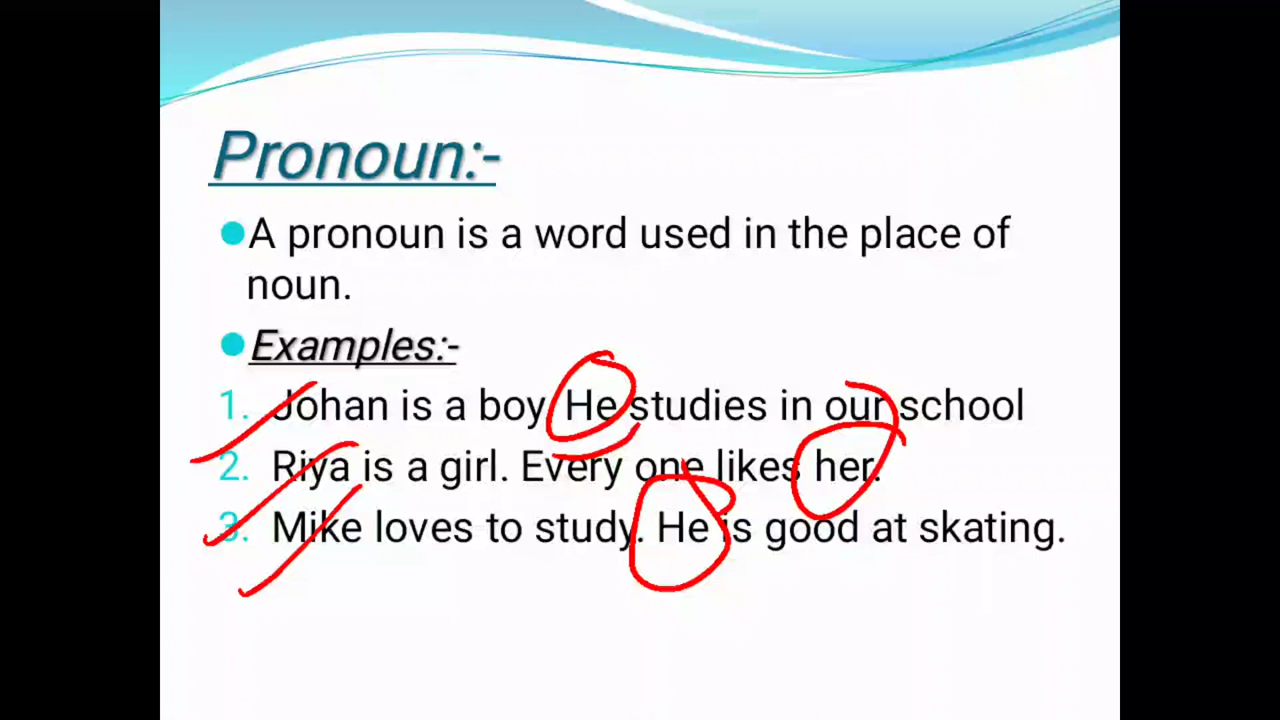 Pronoun:-
A pronoun is a word used in the place of
noun.
Examples:-
1. Johan is a boy. He studies in our school
2. Riya is a girl. Every one likes her.
3. Mike loves to study. He is good at skating.